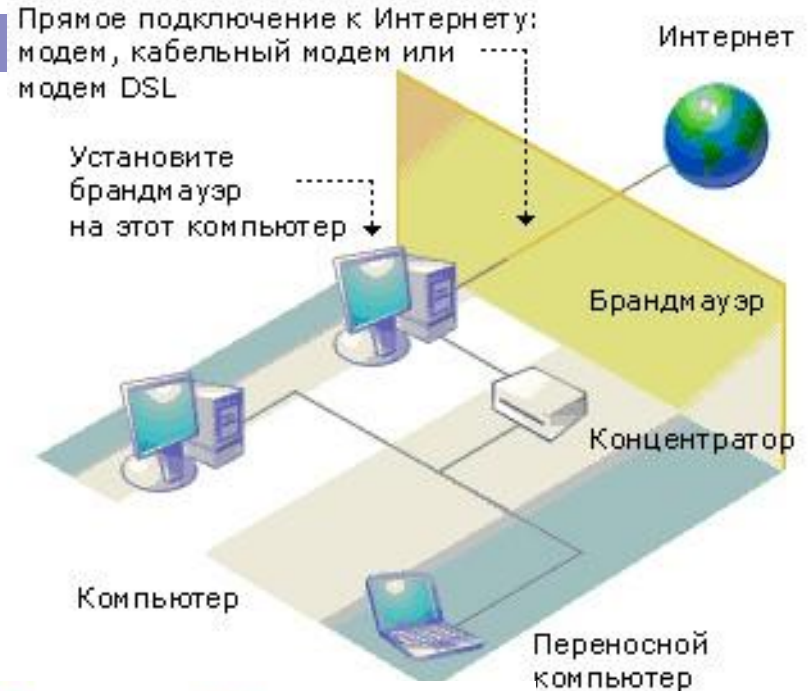 Прямое подключение к Интернету:
модем, кабельный модем или
модем DSL
Интернет
Установите
брандмауэр
на этот компьютер
Брандмауэр
Концентратор
Компьютер
Переносной
компьютер